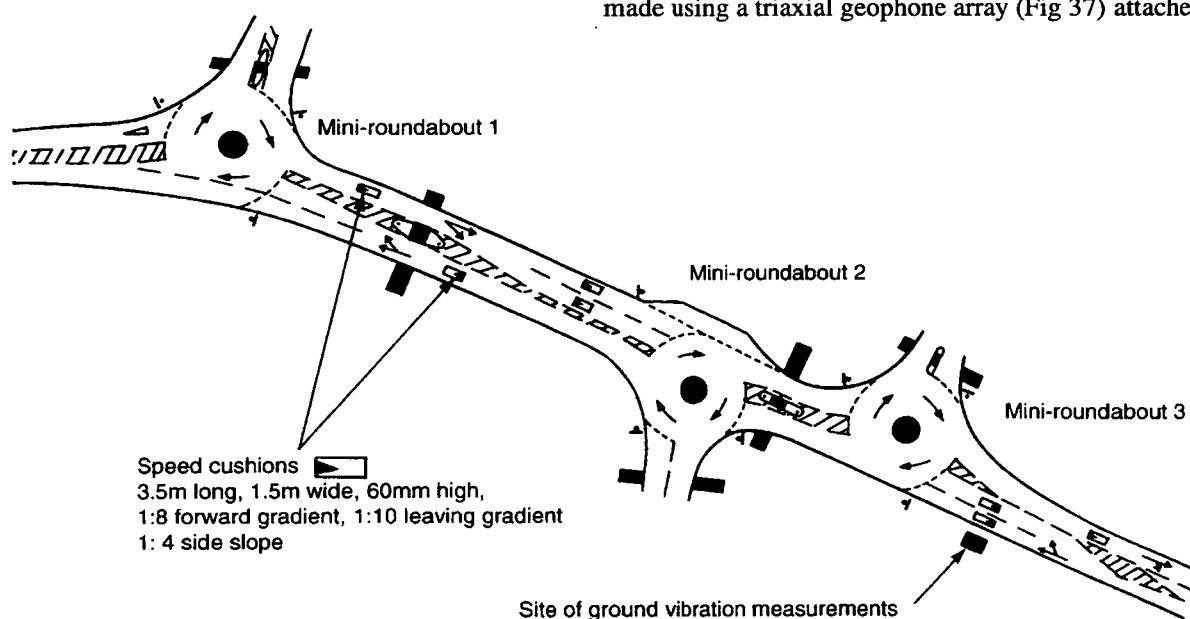 made using a triaxial geophone array (Fig 37) attache
Mini-roundabout 1
Mini-roundabout 2
Mini-roundabout 3
Speed cushions
3.5m long, 1.5m wide, 60mm high,
1:8 forward gradient, 1:10 leaving gradient
1: 4 side slope
Site of ground vibration measurements